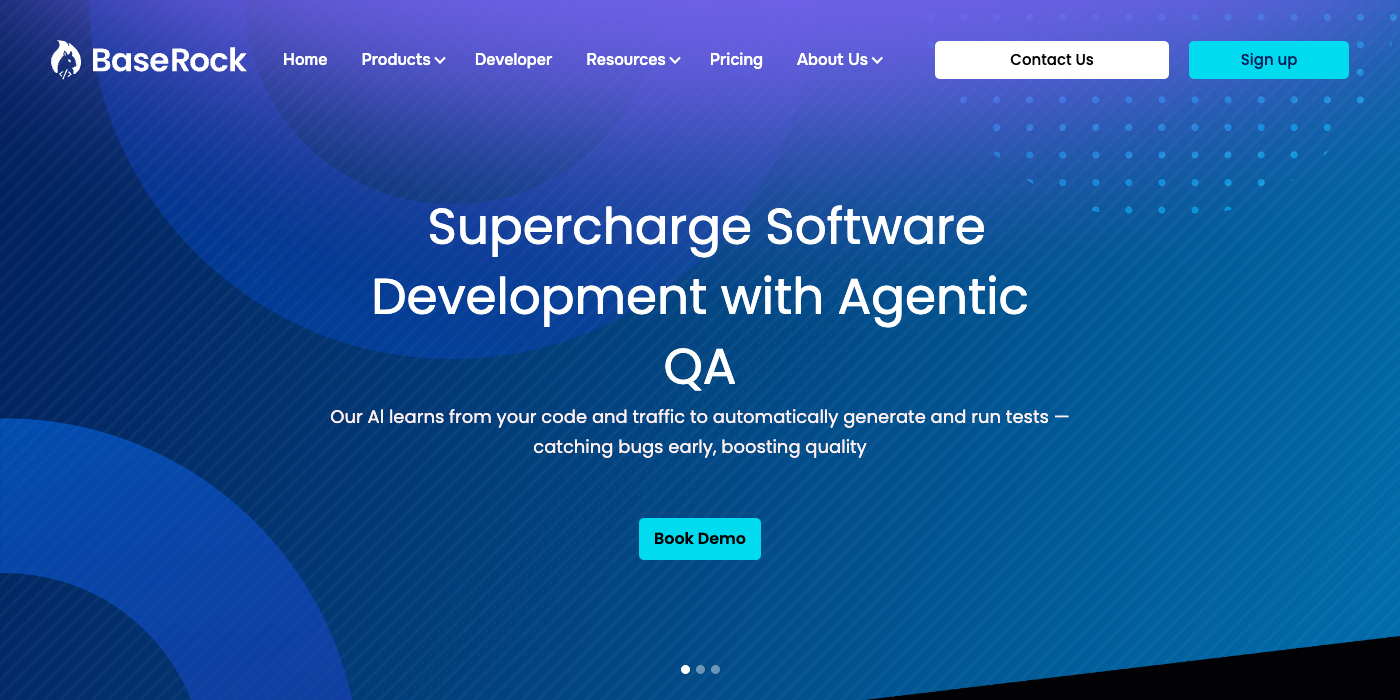 BaseRock
Home
Products
Developer
Resources
Pricing
About Us
Contact Us
Sign up
Supercharge Software
Development with Agentic
QA
Our AI learns from your code and traffic to automatically generate and run tests —
catching bugs early, boosting quality
Book Demo